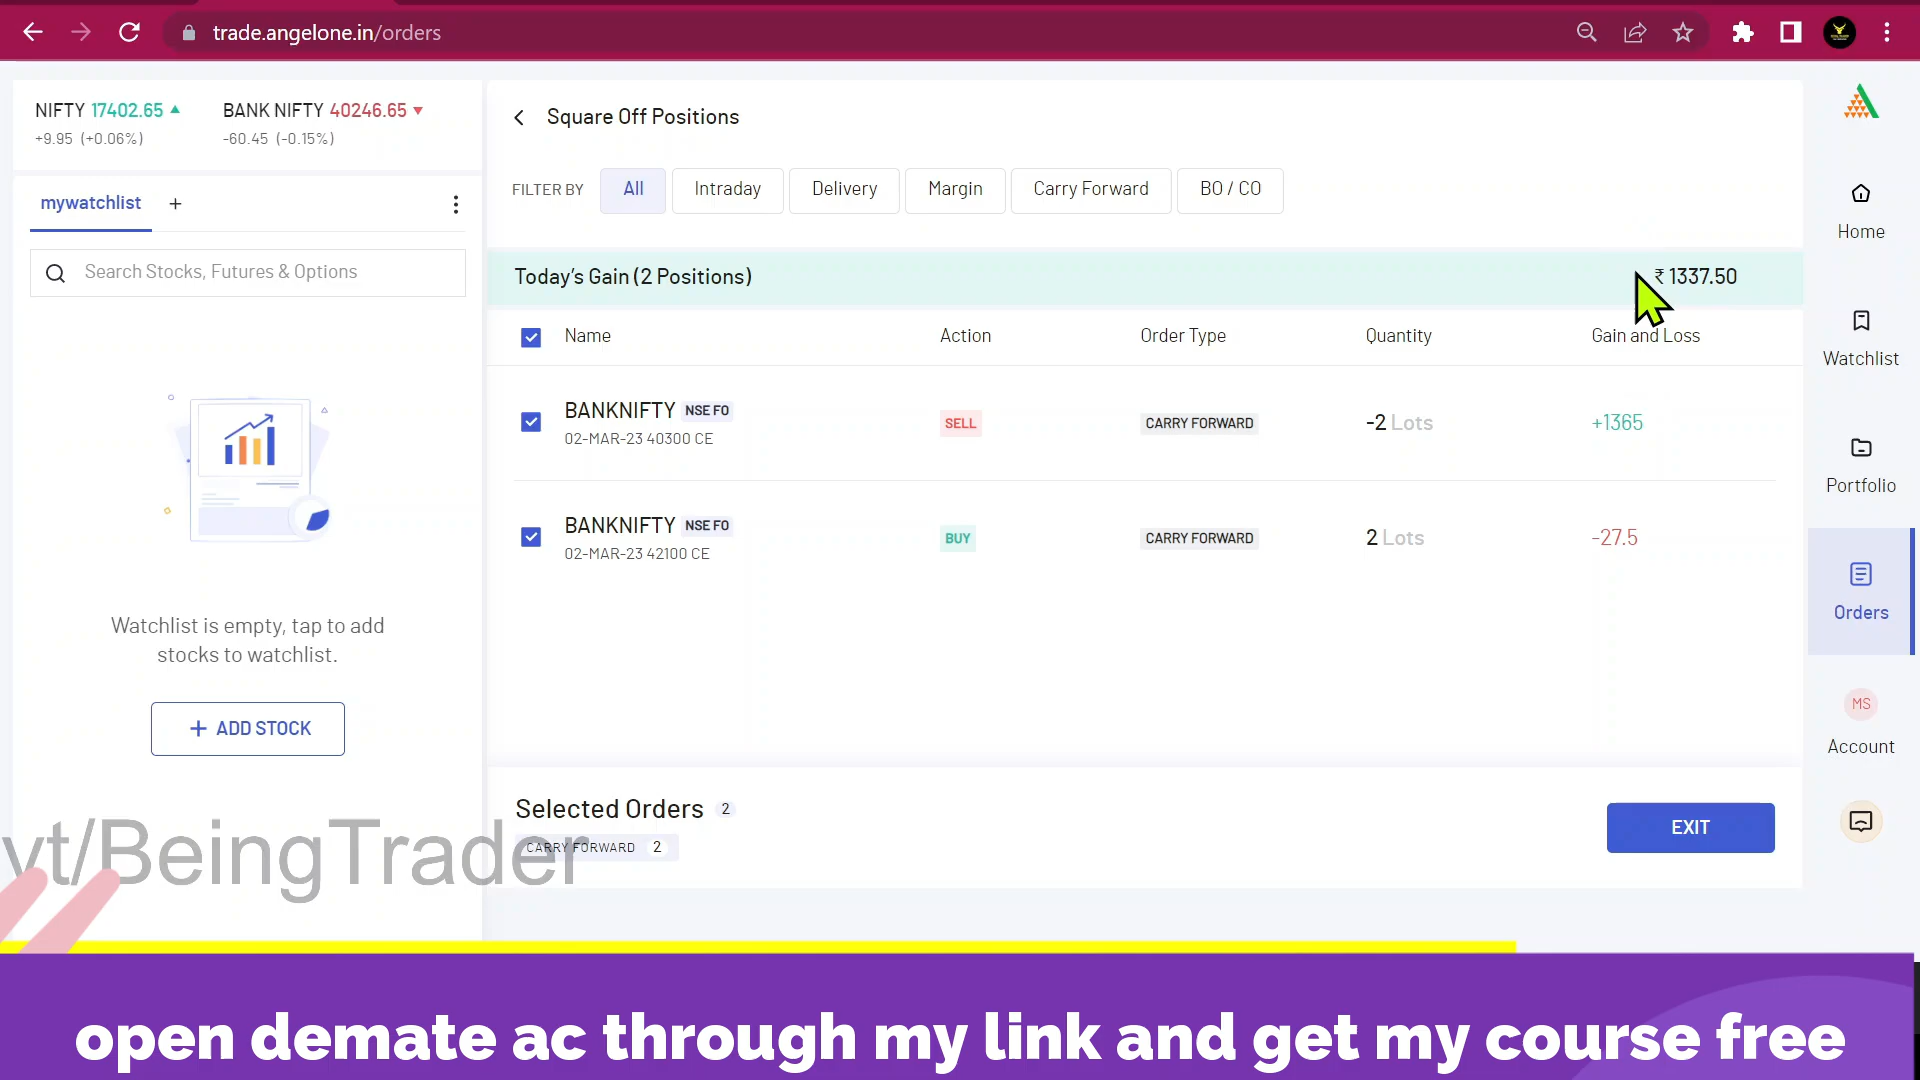 trade.angelone.in/orders
NIFTY 17402.65
+9.95 (+0.06%)
BANK NIFTY 40246.65
-60.45 (-0.15%)
mywatchlist +
Search Stocks, Futures & Options
Watchlist is empty, tap to add
stocks to watchlist.
+ ADD STOCK
Square Off Positions
FILTER BY All Intraday Delivery Margin Carry Forward BO / CO
Today's Gain (2 Positions) ₹1337.50
Name Action Order Type Quantity Gain and Loss
BANKNIFTY NSE FO
02-MAR-23 40300 CE
SELL CARRY FORWARD -2 Lots +1365
BANKNIFTY NSE FO
02-MAR-23 42100 CE
BUY CARRY FORWARD 2 Lots -27.5
Selected Orders 2
CARRY FORWARD 2
EXIT
Home
Watchlist
Portfolio
Orders
MS
Account
yt/BeingTrader
open demate ac through my link and get my course free